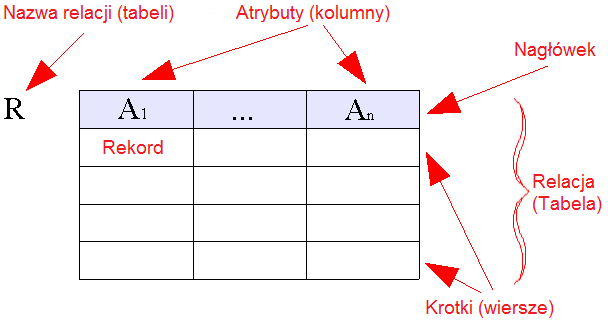 Nazwa relacji (tabeli)
Atrybuty (kolumny)
Nagłówek
R
A1
...
An
Rekord
Relacja
(Tabela)
Krotki (wiersze)